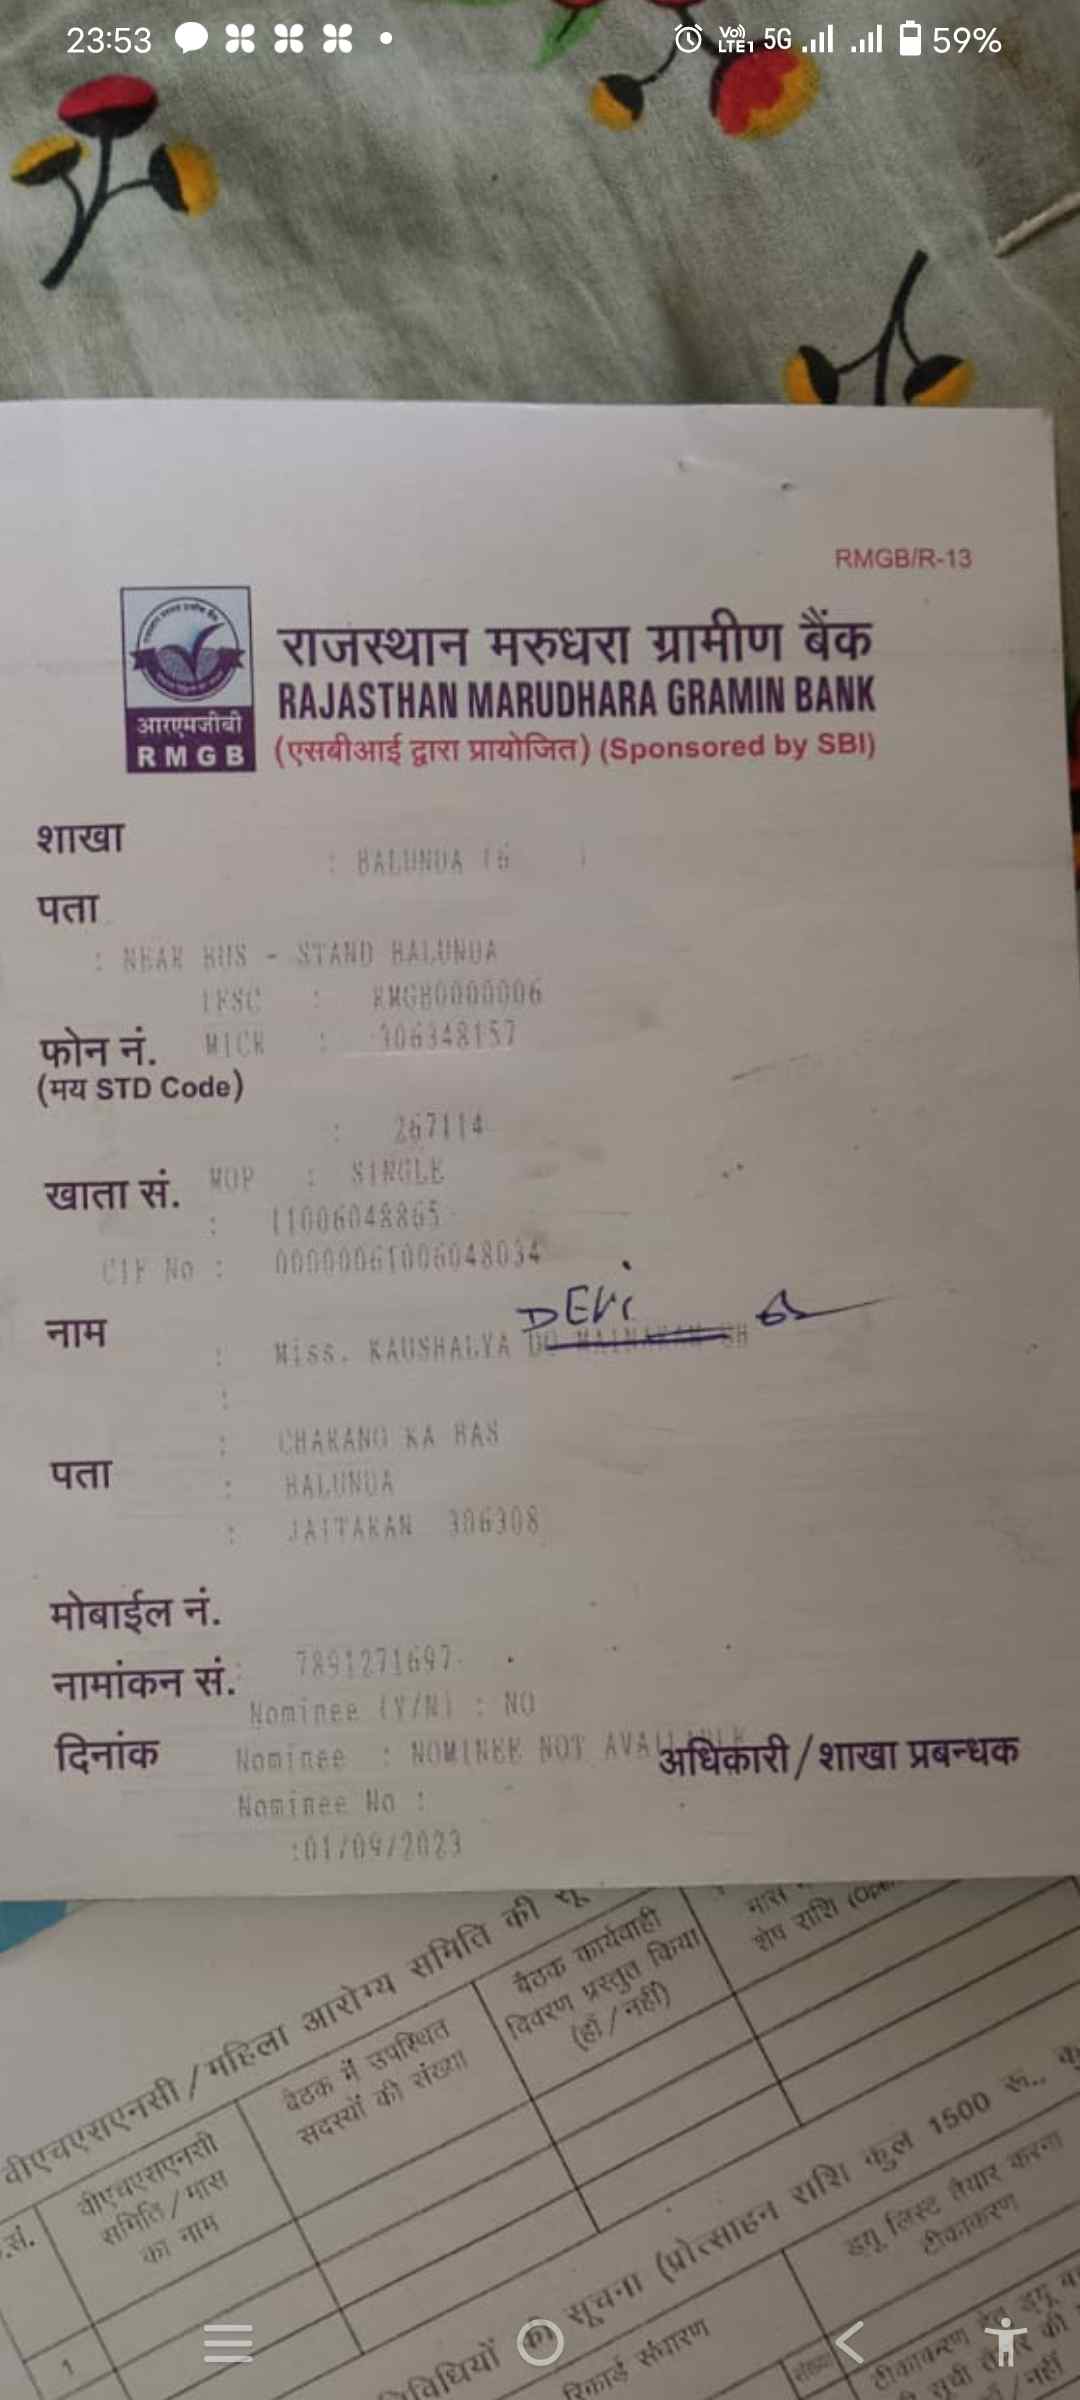 23:53
Vo)) LTE1 5G 59%
RMGB/R-13
राजस्थान मरुधरा ग्रामीण बैंक
RAJASTHAN MARUDHARA GRAMIN BANK
(एसबीआई द्वारा प्रायोजित) (Sponsored by SBI)
आरएमजीबी
RMGB
शाखा
: BALUNDA (6 )
पता
: NEAR BUS - STAND BALUNDA
IFSC : RMGB0000006
फोन नं. MICR : 306348157
(मय STD Code)
: 267114
खाता सं. MOP : SINGLE
: 11006048865
CIF No : 00000061006048034
DEVi
नाम
: Miss. KAUSHALYA DO
:
: CHARANO KA BAS
पता
: BALUNDA
: JAITARAN 306308
मोबाईल नं.
: 7891271697
नामांकन सं.
Nominee (Y/N) : NO
दिनांक Nominee : NOMINEE NOT AVAILABLE अधिकारी/शाखा प्रबन्धक
Nominee No :
:01/09/2023
वीएचएसएनसी/महिला आरोग्य समिति की
वीएचएसएनसी
समिति/मास
का नाम
बैठक में उपस्थित
सदस्यों की संख्या
बैठक कार्यवाही
विवरण प्रस्तुत किया
(हाँ/नहीं)
शेष राशि
1
सूचना (प्रोत्साहन राशि कुल 1500 रू.,
रिकार्ड संधारण
ड्यू लिस्ट तैयार करना
टीकाकरण